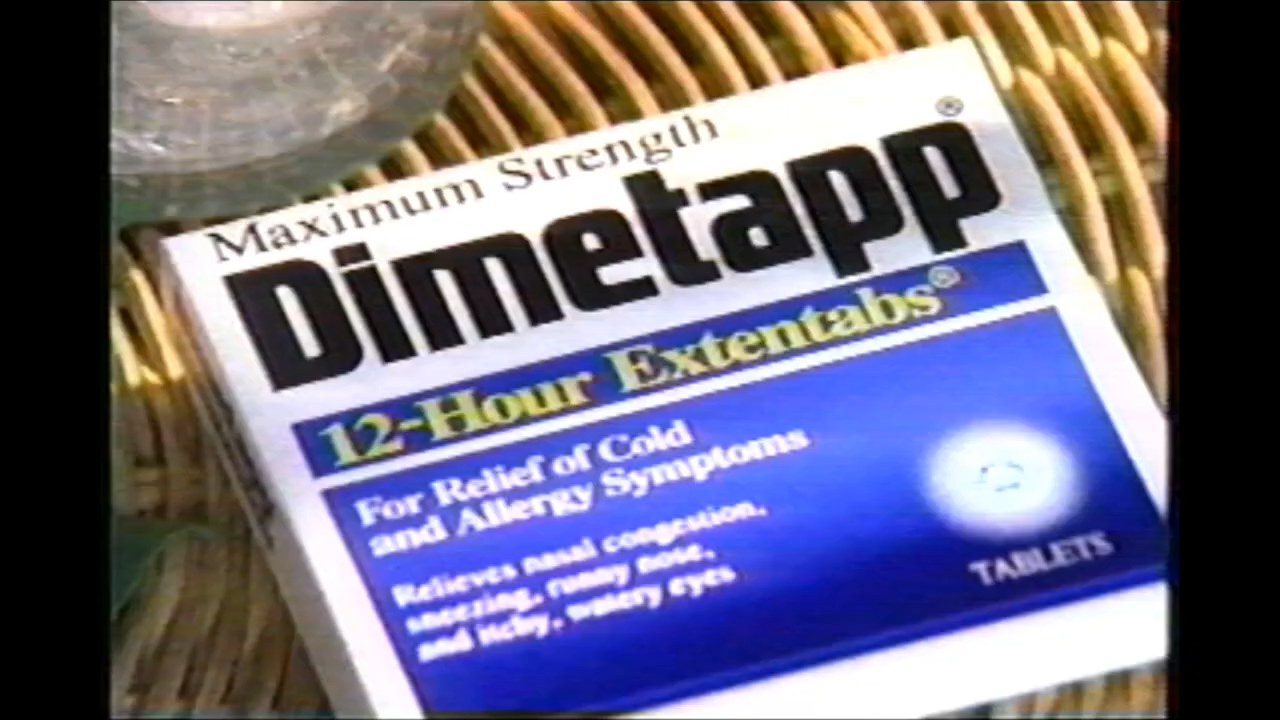 Maximum Strength
Dimetapp®
12-Hour Extentabs®
For Relief of Cold
and Allergy Symptoms
Relieves nasal congestion,
sneezing, runny nose,
and itchy, watery eyes
TABLETS